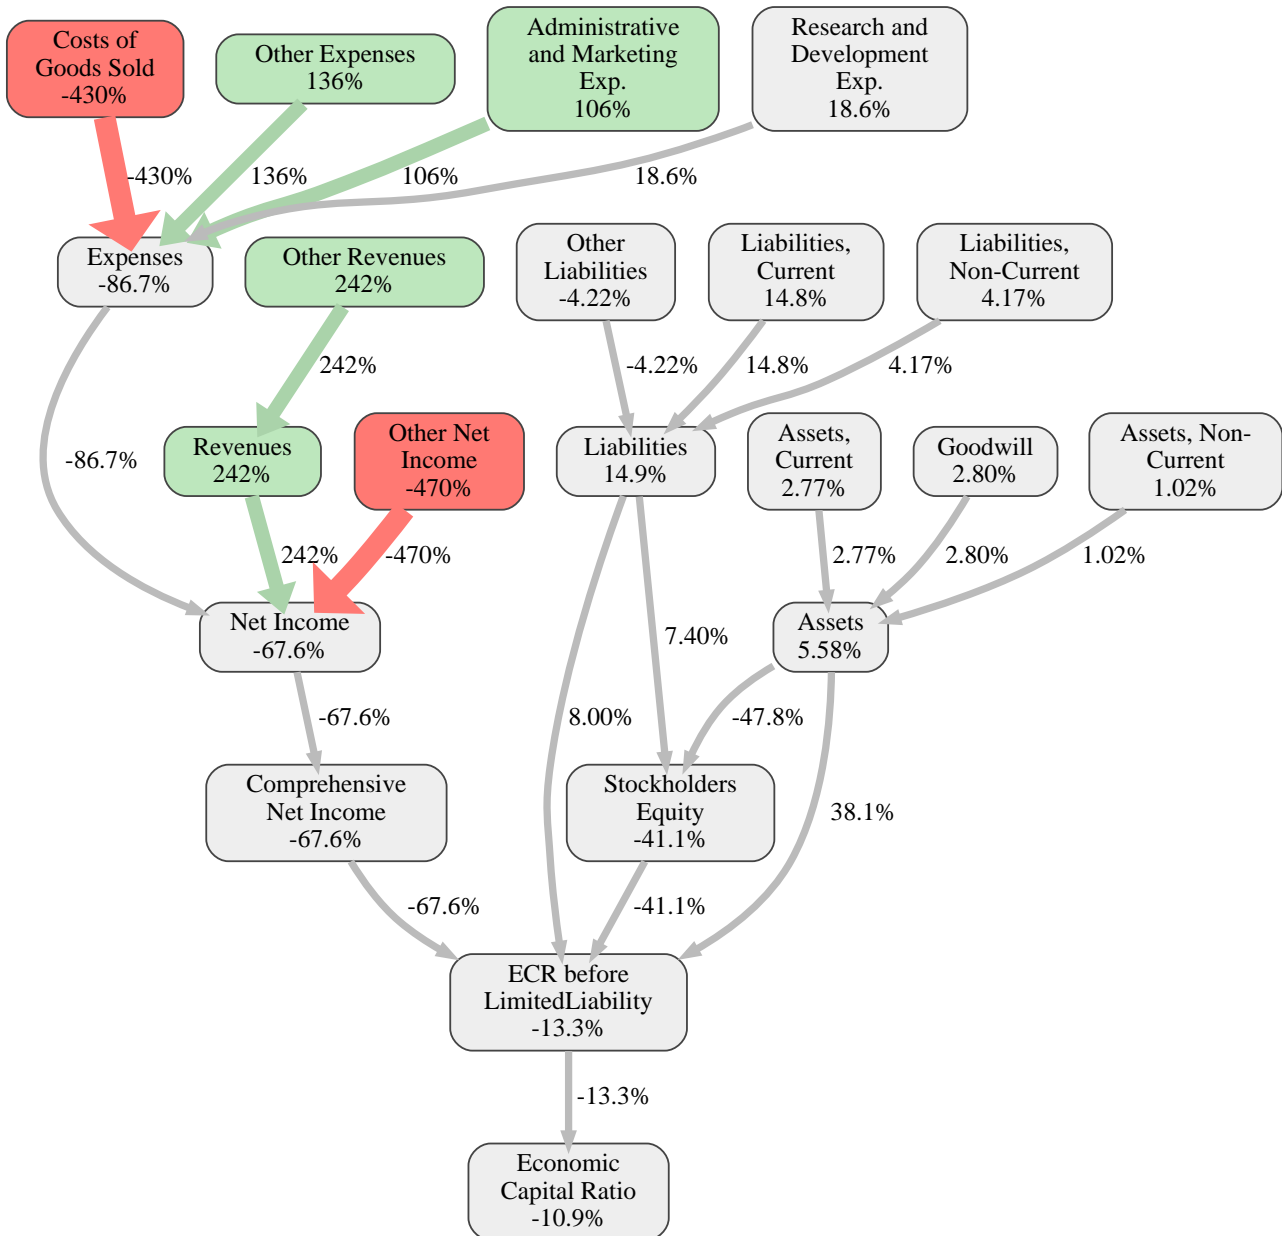 Costs of
Goods Sold
-430%
Other Expenses
136%
Administrative
and Marketing
Exp.
106%
Research and
Development
Exp.
18.6%
-430%
136%
106%
18.6%
Expenses
-86.7%
Other Revenues
242%
Other
Liabilities
-4.22%
Liabilities,
Current
14.8%
Liabilities,
Non-Current
4.17%
242%
-4.22%
14.8%
4.17%
-86.7%
Revenues
242%
Other Net
Income
-470%
Liabilities
14.9%
Assets,
Current
2.77%
Goodwill
2.80%
Assets, Non-
Current
1.02%
242%
-470%
2.77%
2.80%
1.02%
Net Income
-67.6%
7.40%
Assets
5.58%
-67.6%
8.00%
-47.8%
Comprehensive
Net Income
-67.6%
Stockholders
Equity
-41.1%
38.1%
-67.6%
-41.1%
ECR before
LimitedLiability
-13.3%
-13.3%
Economic
Capital Ratio
-10.9%